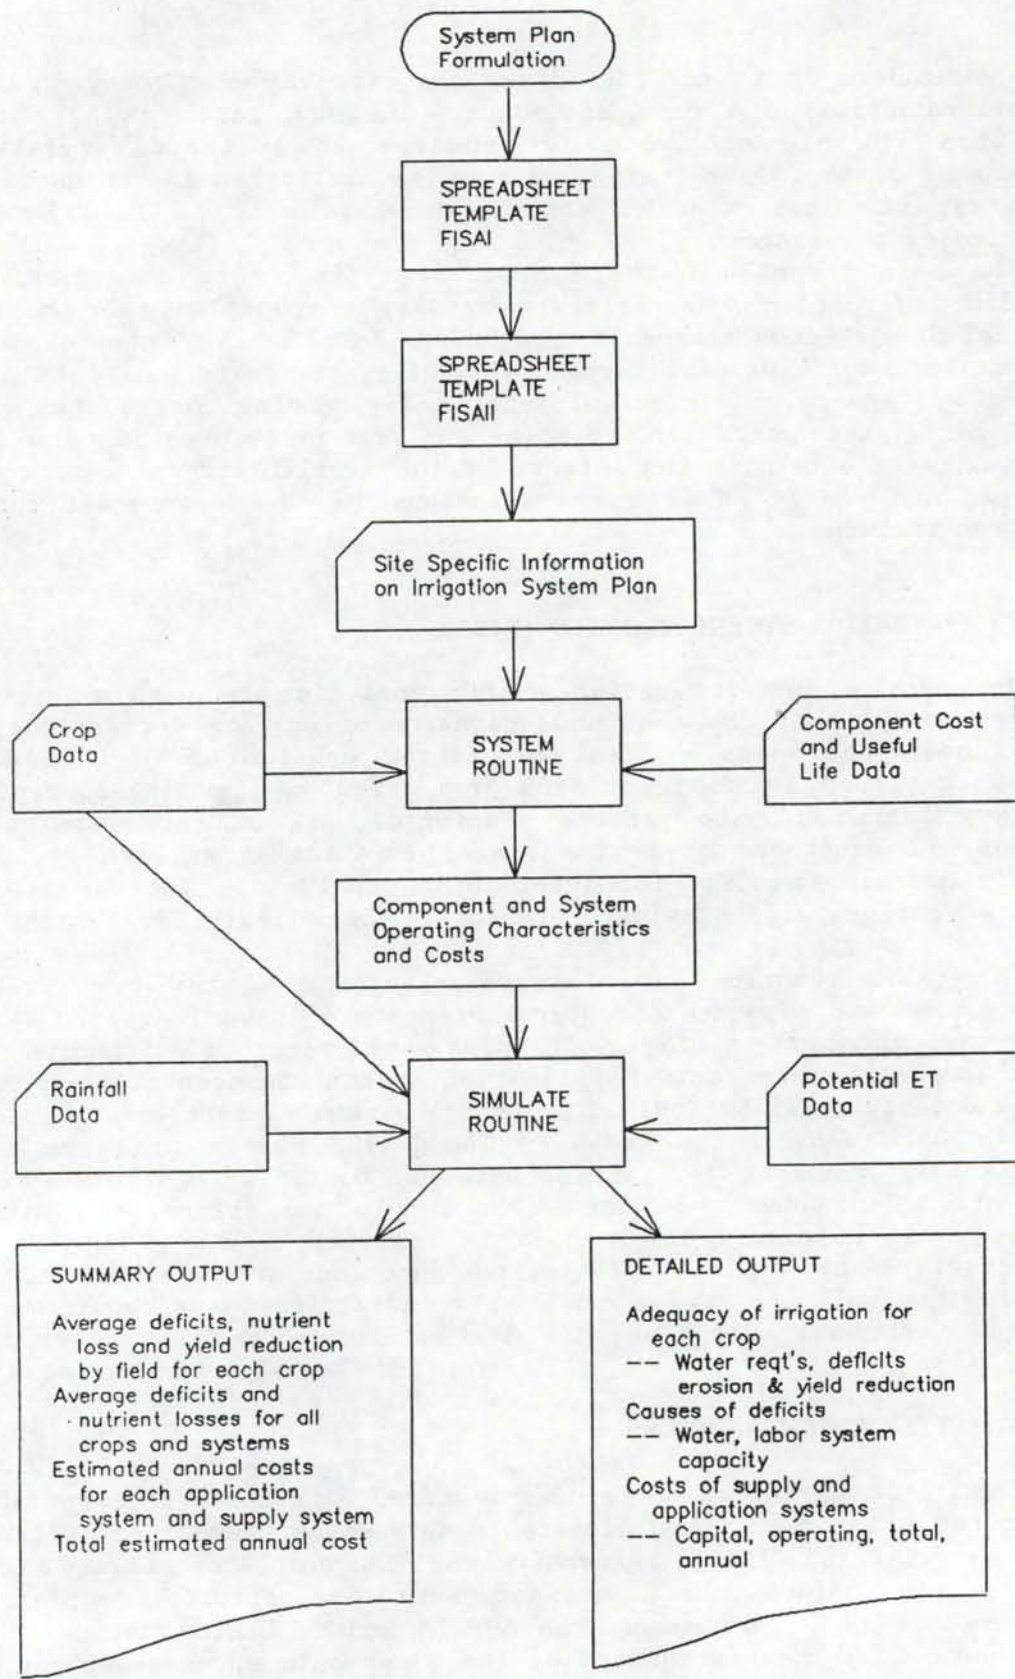 System Plan
Formulation
SPREADSHEET
TEMPLATE
FISAI
SPREADSHEET
TEMPLATE
FISAII
Site Specific Information
on Irrigation System Plan
Crop
Data
SYSTEM
ROUTINE
Component Cost
and Useful
Life Data
Component and System
Operating Characteristics
and Costs
Rainfall
Data
SIMULATE
ROUTINE
Potential ET
Data
SUMMARY OUTPUT
Average deficits, nutrient
loss and yield reduction
by field for each crop
Average deficits and
nutrient losses for all
crops and systems
Estimated annual costs
for each application
system and supply system
Total estimated annual cost
DETAILED OUTPUT
Adequacy of irrigation for
each crop
-- Water reqt's, deficits
erosion & yield reduction
Causes of deficits
-- Water, labor system
capacity
Costs of supply and
application systems
-- Capital, operating, total,
annual